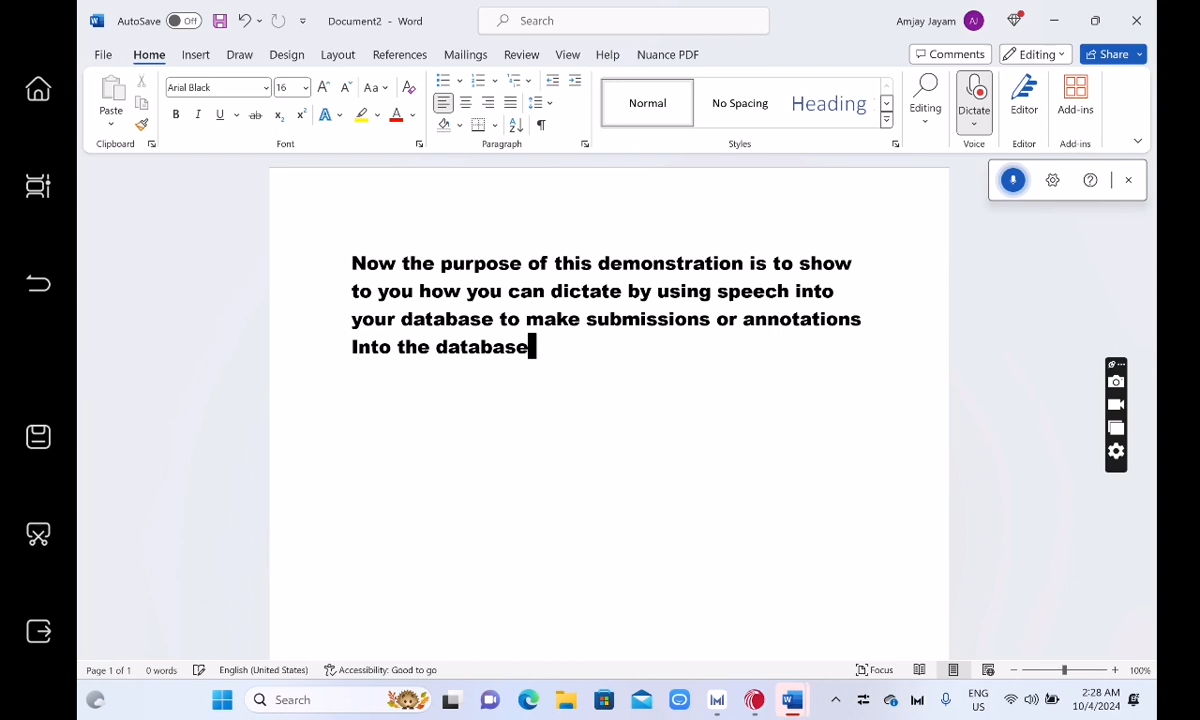 AutoSave Off Document2 - Word Search Amjay Jayam AJ
File Home Insert Draw Design Layout References Mailings Review View Help Nuance PDF Comments Editing Share
Paste Arial Black 16 Normal No Spacing Heading Editing Dictate Editor Add-ins
Clipboard Font Paragraph Styles Voice Editor Add-ins
Now the purpose of this demonstration is to show
to you how you can dictate by using speech into
your database to make submissions or annotations
Into the database
Page 1 of 1 0 words English (United States) Accessibility: Good to go Focus 100%
Search ENG US 2:28 AM 10/4/2024